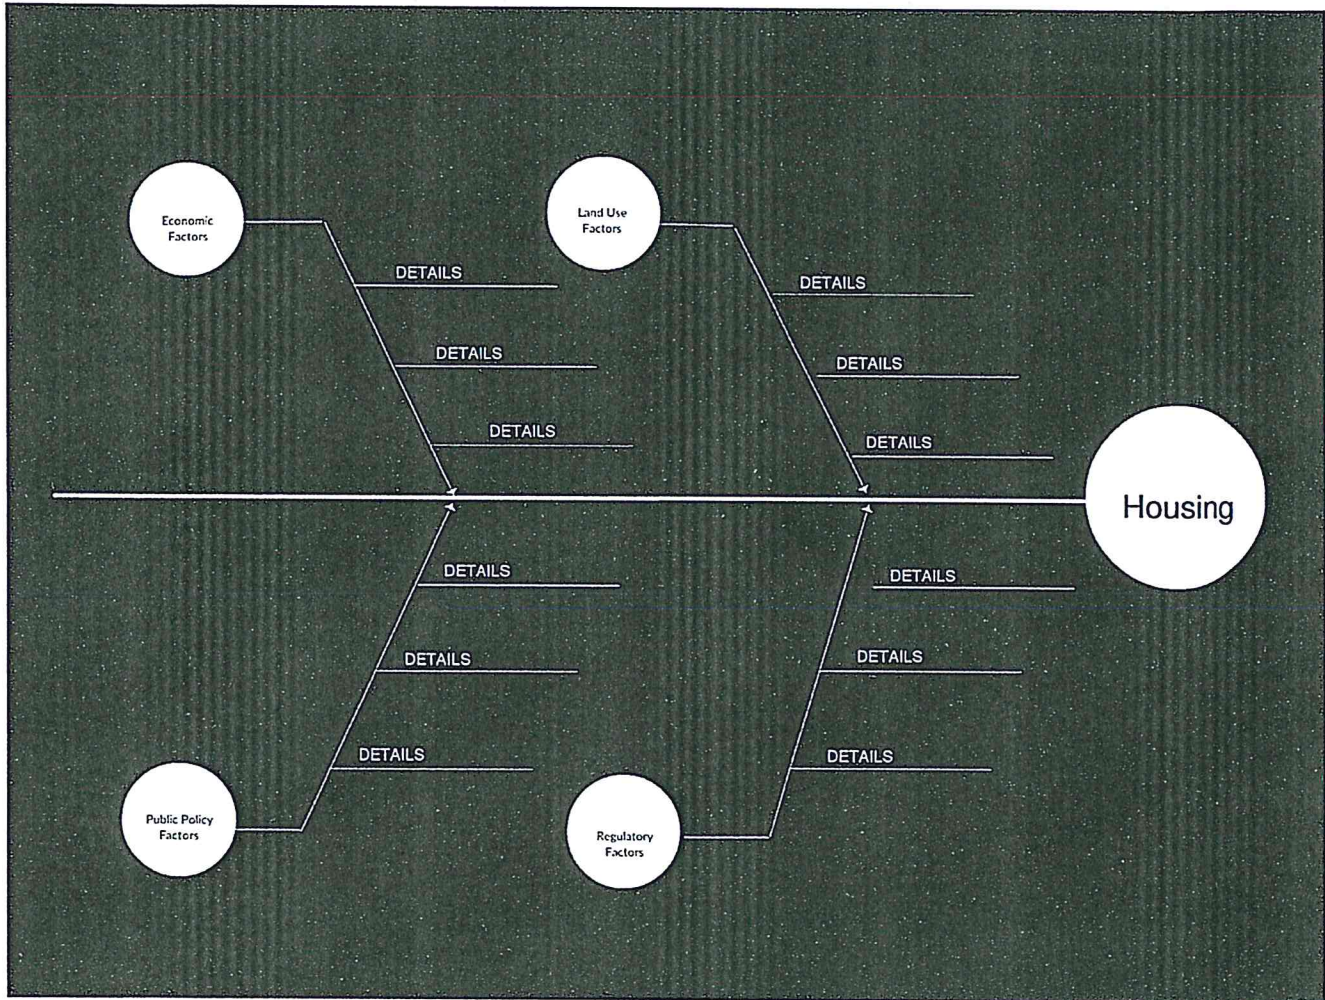 Economic
Factors
DETAILS
DETAILS
DETAILS
Land Use
Factors
DETAILS
DETAILS
DETAILS
Housing
DETAILS
DETAILS
DETAILS
Public Policy
Factors
DETAILS
DETAILS
DETAILS
Regulatory
Factors